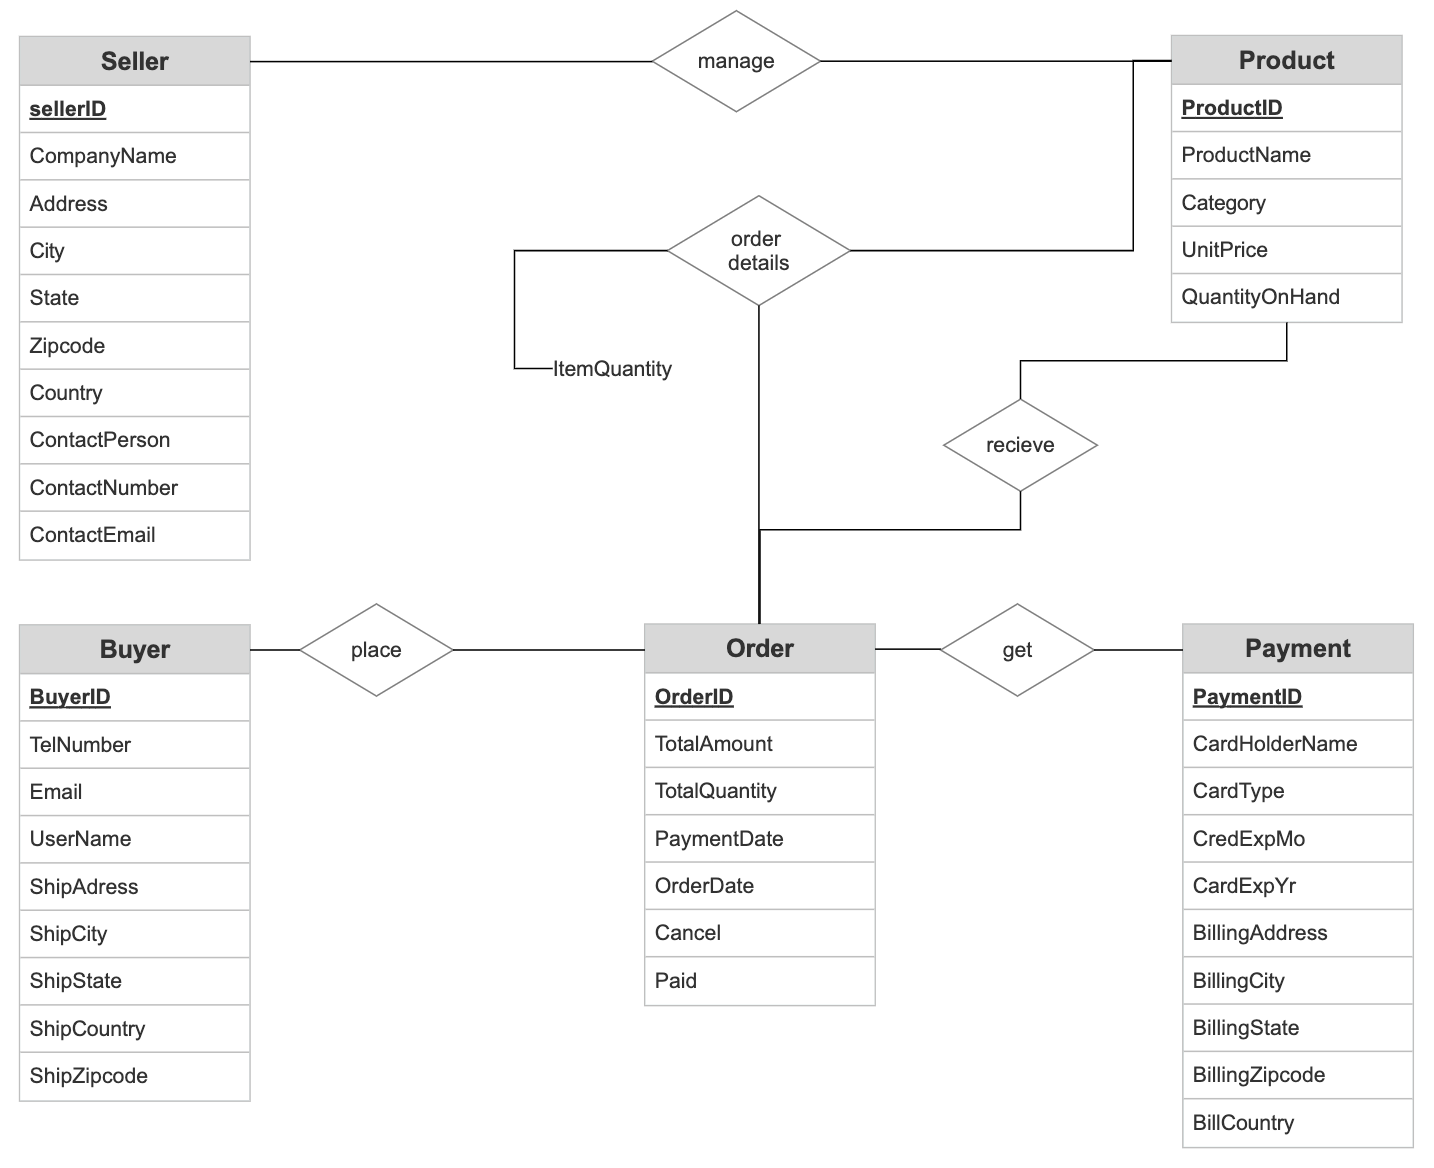 Seller
sellerID
CompanyName
Address
City
State
Zipcode
Country
ContactPerson
ContactNumber
ContactEmail
manage
Product
ProductID
ProductName
Category
UnitPrice
QuantityOnHand
order
details
ItemQuantity
recieve
Buyer
BuyerID
TelNumber
Email
UserName
ShipAdress
ShipCity
ShipState
ShipCountry
ShipZipcode
place
Order
OrderID
TotalAmount
TotalQuantity
PaymentDate
OrderDate
Cancel
Paid
get
Payment
PaymentID
CardHolderName
CardType
CredExpMo
CardExpYr
BillingAddress
BillingCity
BillingState
BillingZipcode
BillCountry